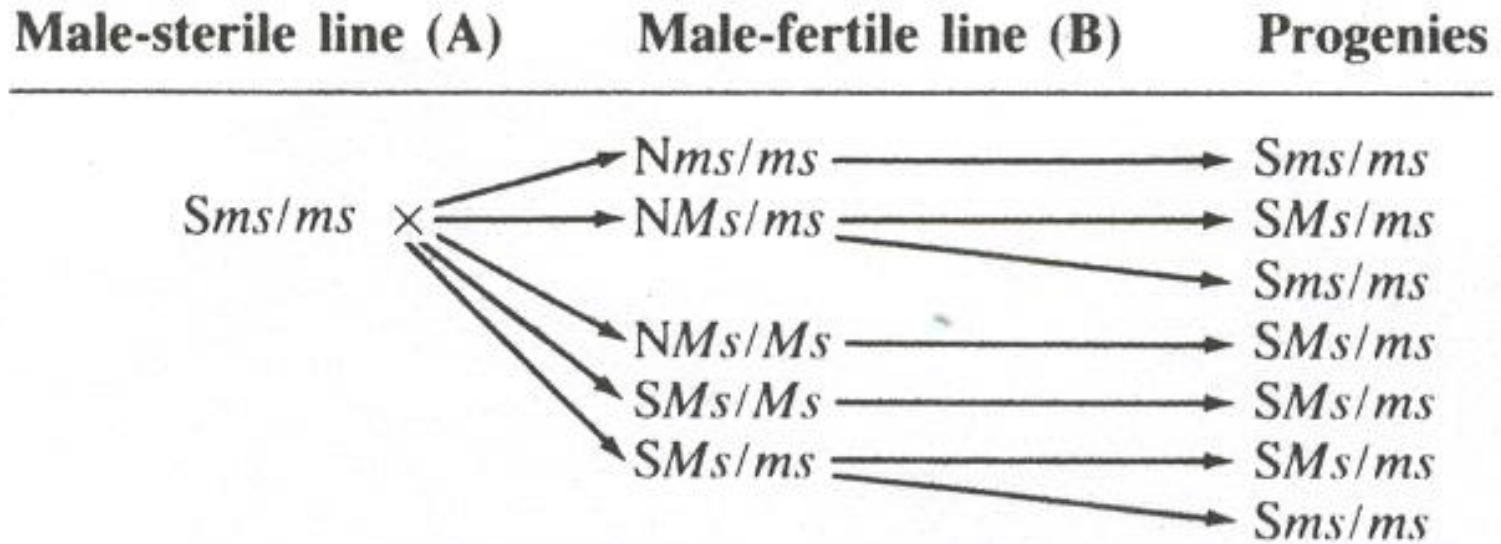 Male-sterile line (A) Male-fertile line (B) Progenies
Nms/ms Sms/ms
Sms/ms × NMs/ms SMs/ms
Sms/ms
NMs/Ms SMs/ms
SMs/Ms SMs/ms
SMs/ms SMs/ms
Sms/ms